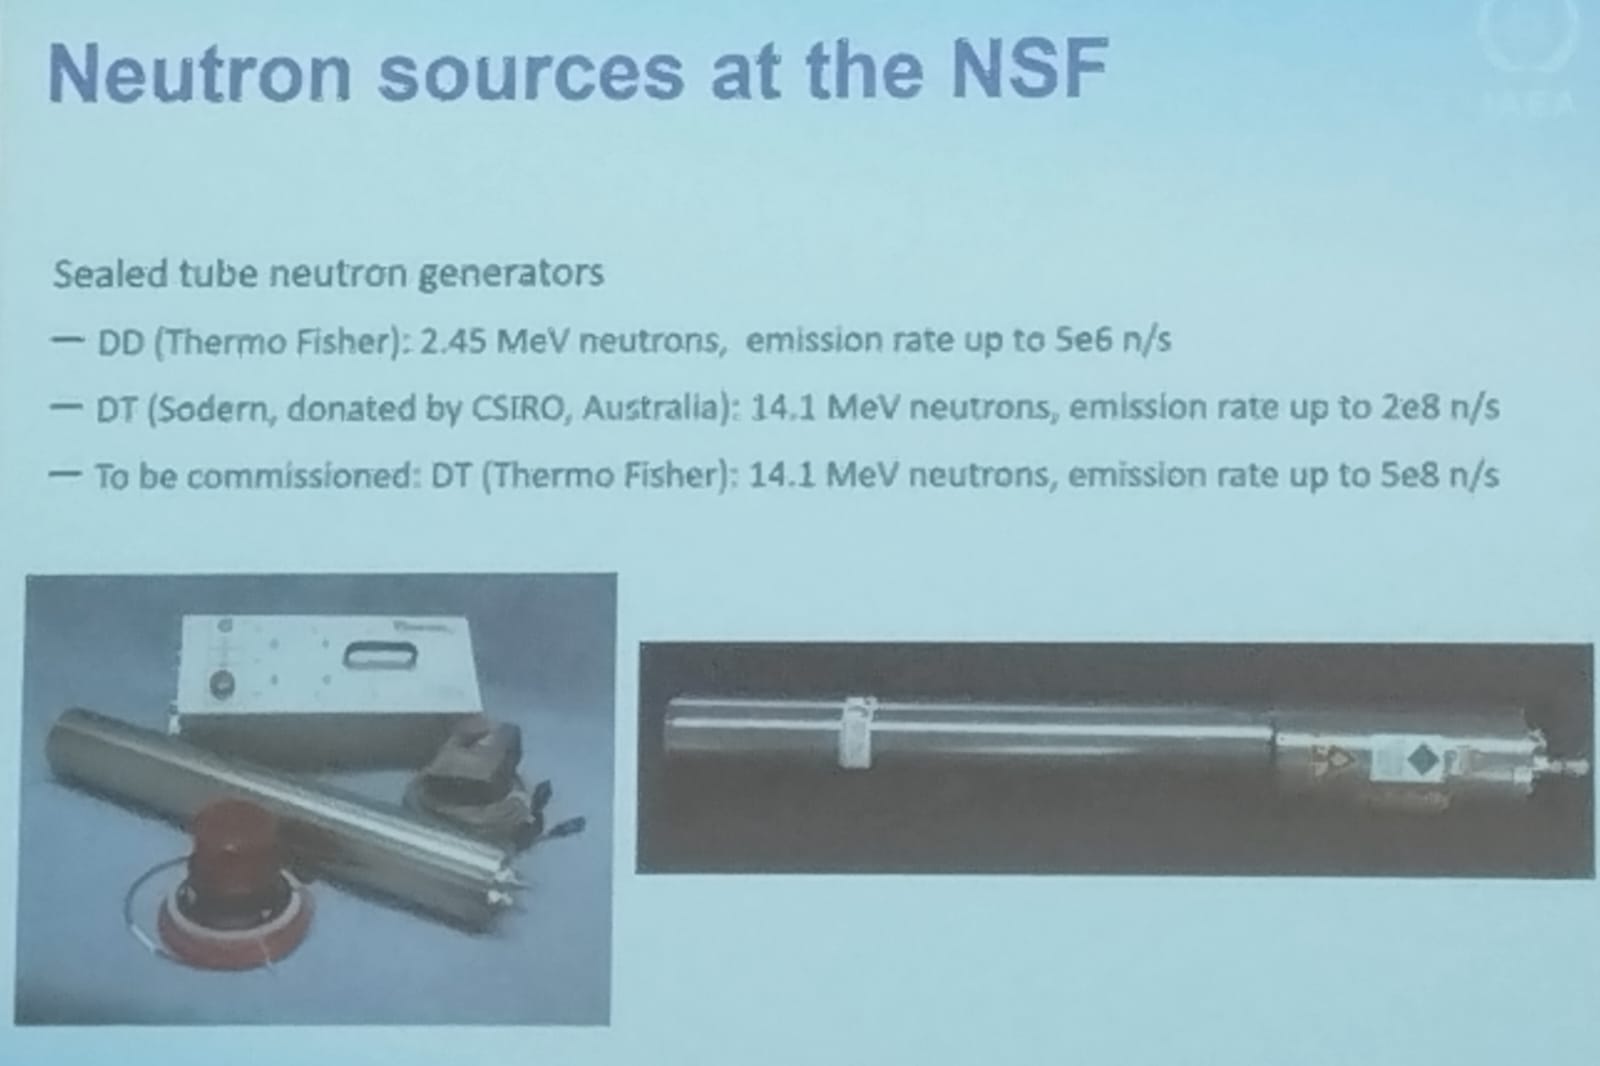 Neutron sources at the NSF
IAEA
Sealed tube neutron generators
— DD (Thermo Fisher): 2.45 MeV neutrons, emission rate up to 5e6 n/s
— DT (Sodern, donated by CSIRO, Australia): 14.1 MeV neutrons, emission rate up to 2e8 n/s
— To be commissioned: DT (Thermo Fisher): 14.1 MeV neutrons, emission rate up to 5e8 n/s